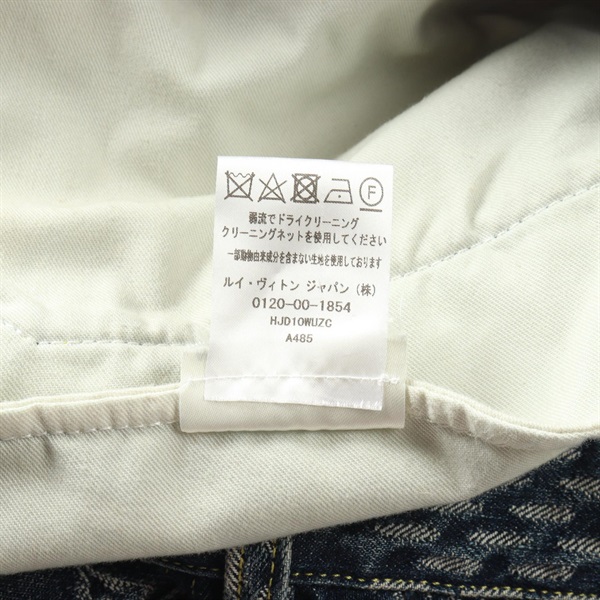 F
弱流でドライクリーニング
クリーニングネットを使用してください
一部動物由来成分を含まない生地を使用しております
ルイ・ヴィトン ジャパン (株)
0120-00-1854
HJD10WUZC
A485